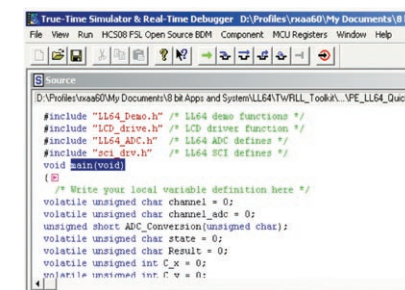 True-Time Simulator & Real-Time Debugger D:\Profiles\rxaa60\My Documents\8
File View Run HCS08 FSL Open Source BDM Component MCU Registers Window Help
Source
D:\Profiles\rxaa60\My Documents\8 bit Apps and System\LL64\TWRLL_Toolkit\...\PE_LL64_Quic
#include "LL64_Demo.h" /* LL64 demo functions */
#include "LCD_drive.h" /* LCD driver function */
#include "LL64_ADC.h" /* LL64 ADC defines */
#include "sci_drv.h" /* LL64 SCI defines */
void main(void)
{
/* Write your local variable definition here */
volatile unsigned char channel = 0;
volatile unsigned char channel_adc = 0;
unsigned short ADC_Conversion(unsigned char);
volatile unsigned char state = 0;
volatile unsigned char Result = 0;
volatile unsigned int C_x = 0;
volatile unsigned int C_y = 0;